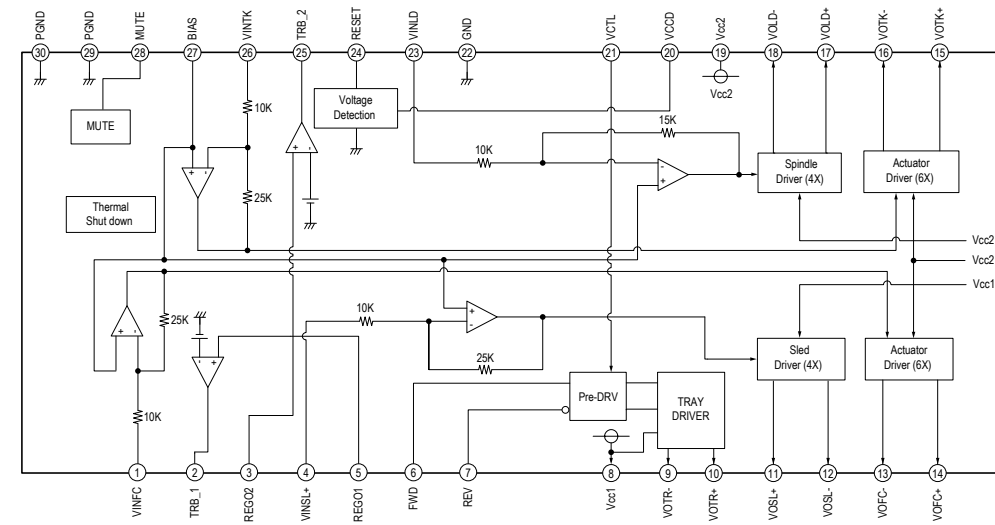 PGND
PGND
MUTE
BIAS
VINTK
TRB_2
RESET
VINLD
GND
VCTL
VCCD
Vcc2
VOLD-
VOLD+
VOTK-
VOTK+
30
29
28
27
26
25
24
23
22
21
20
19
18
17
16
15
Vcc2
MUTE
10K
Voltage
Detection
15K
10K
Spindle
Driver (4X)
Actuator
Driver (6X)
+
-
+
-
-
+
25K
Thermal
Shut down
Vcc2
Vcc2
Vcc1
10K
25K
+
-
-
+
+
-
25K
Sled
Driver (4X)
Actuator
Driver (6X)
Pre-DRV
TRAY
DRIVER
10K
1
2
3
4
5
6
7
8
9
10
11
12
13
14
VINFC
TRB_1
REGO2
VINSL+
REGO1
FWD
REV
Vcc1
VOTR-
VOTR+
VOSL+
VOSL-
VOFC-
VOFC+